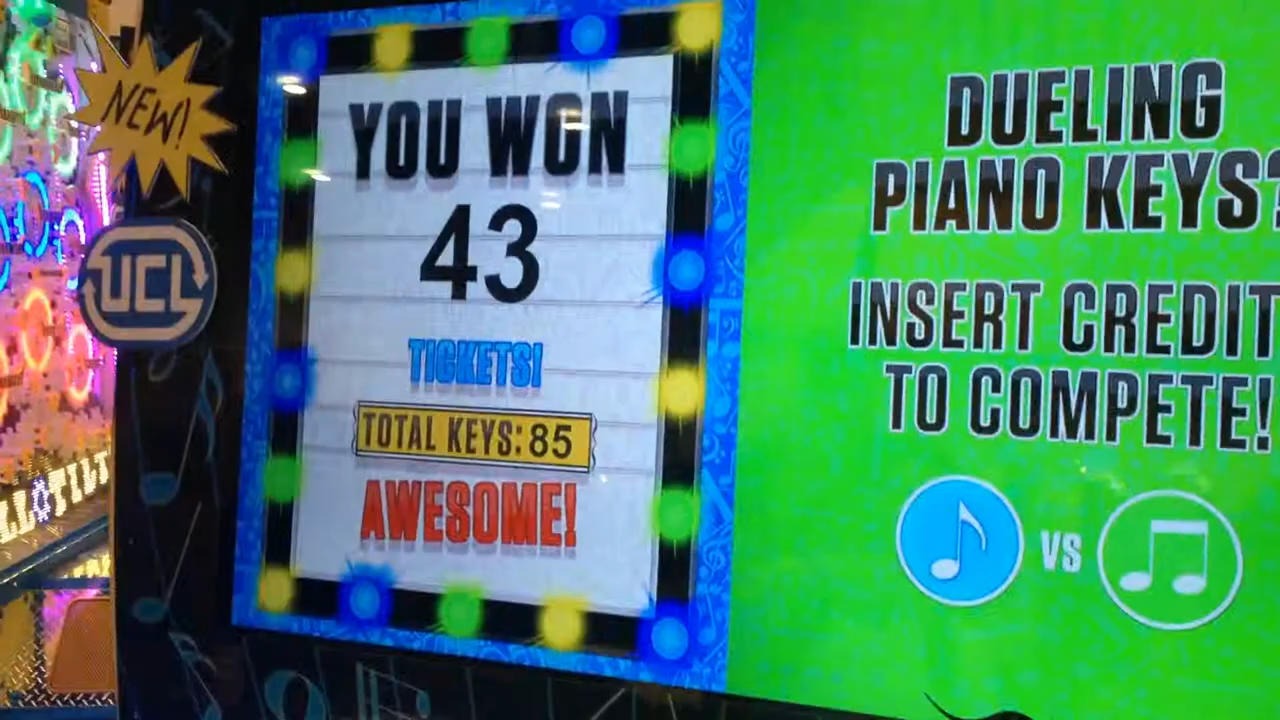 NEW!
UCL
YOU WON
43
TICKETS!
TOTAL KEYS: 85
AWESOME!
DUELING
PIANO KEYS?
INSERT CREDIT
TO COMPETE!
VS